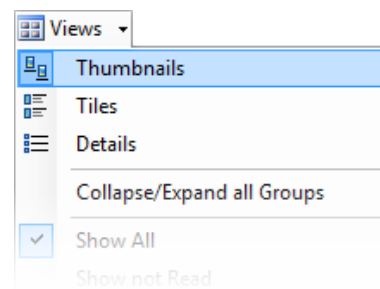 Views
Thumbnails
Tiles
Details
Collapse/Expand all Groups
Show All
Show not Read